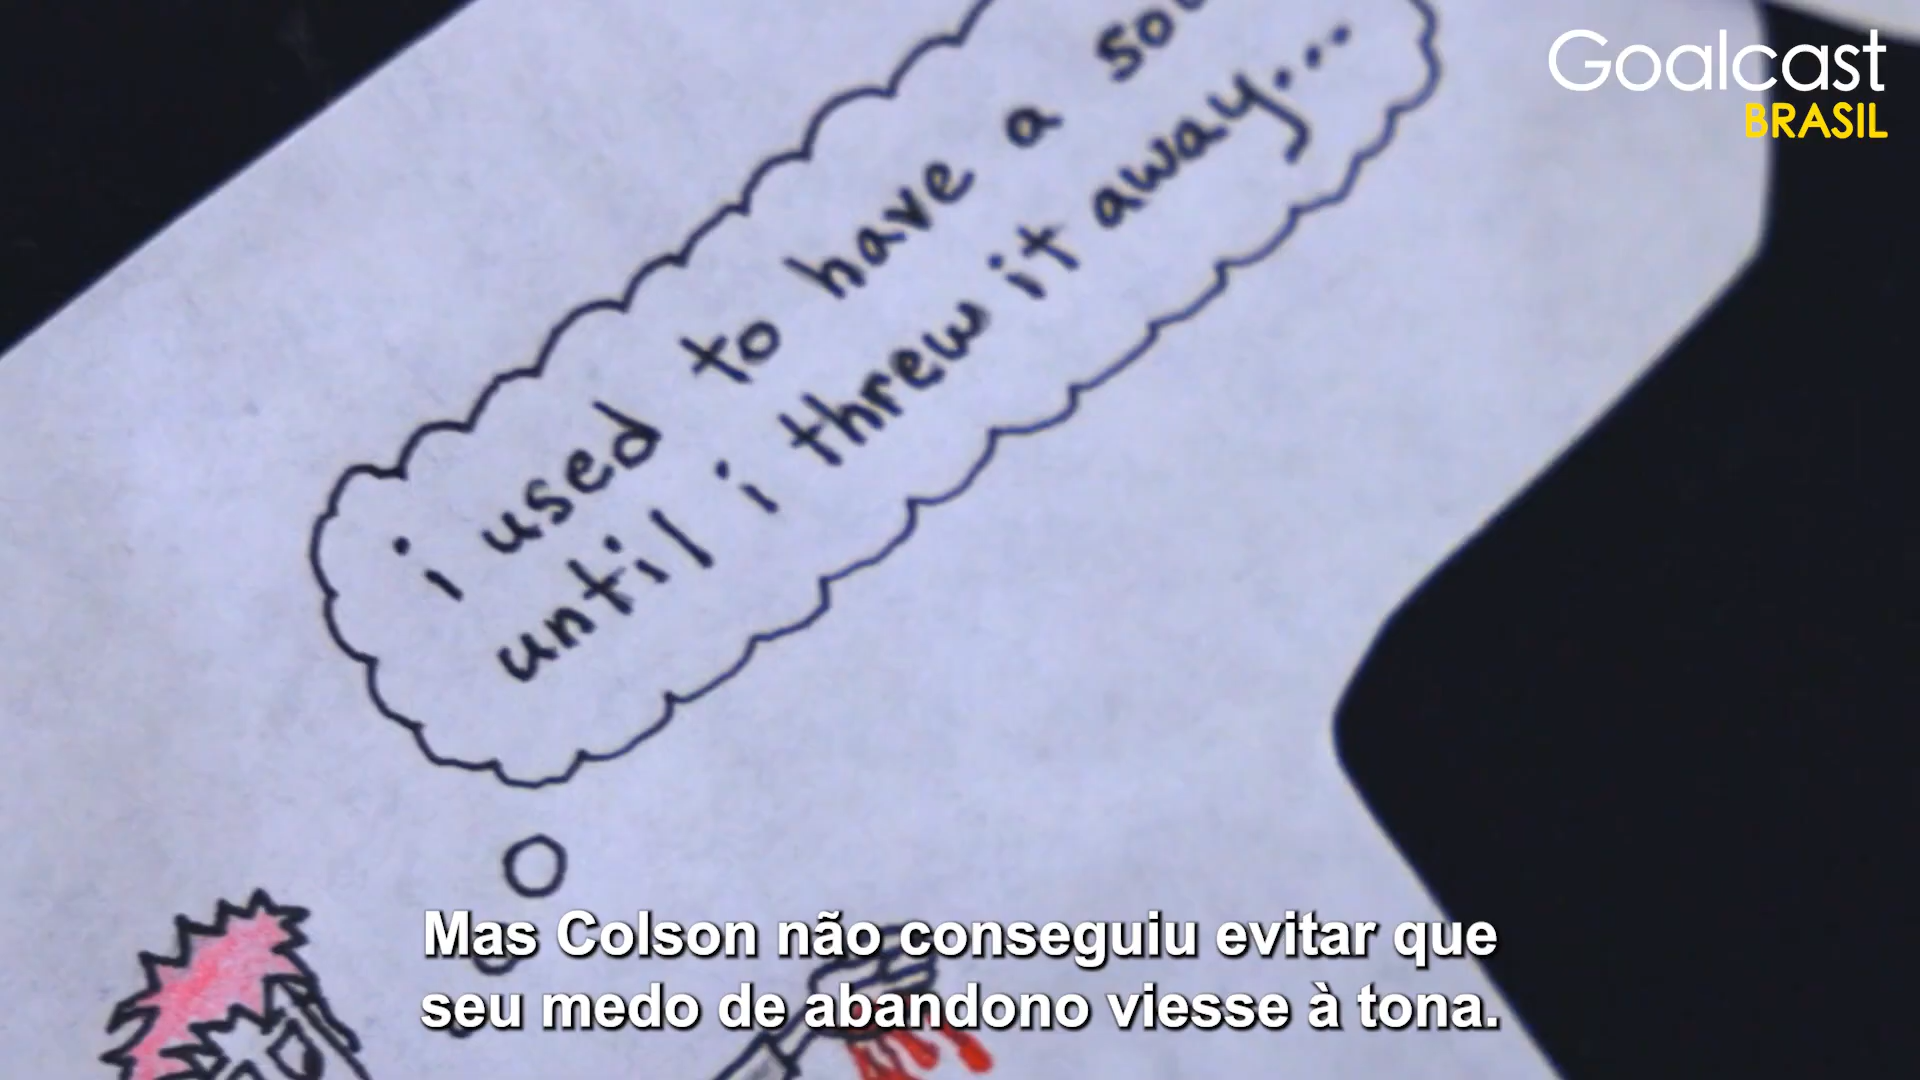 Goalcast
BRASIL
i used to have a
until i threw it away...
Mas Colson não conseguiu evitar que
seu medo de abandono viesse à tona.